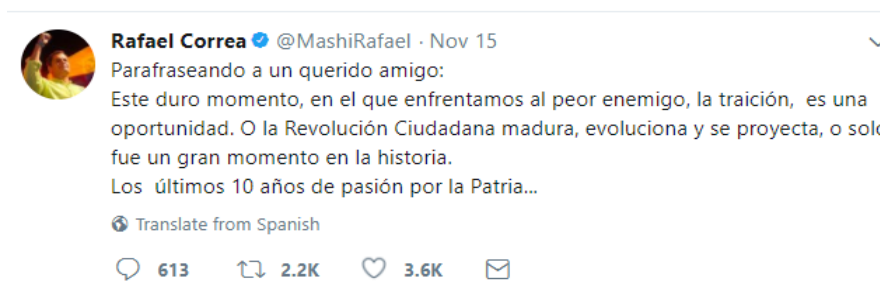 Rafael Correa @MashiRafael · Nov 15
Parafraseando a un querido amigo:
Este duro momento, en el que enfrentamos al peor enemigo, la traición, es una
oportunidad. O la Revolución Ciudadana madura, evoluciona y se proyecta, o solo
fue un gran momento en la historia.
Los últimos 10 años de pasión por la Patria...
Translate from Spanish
613 2.2K 3.6K